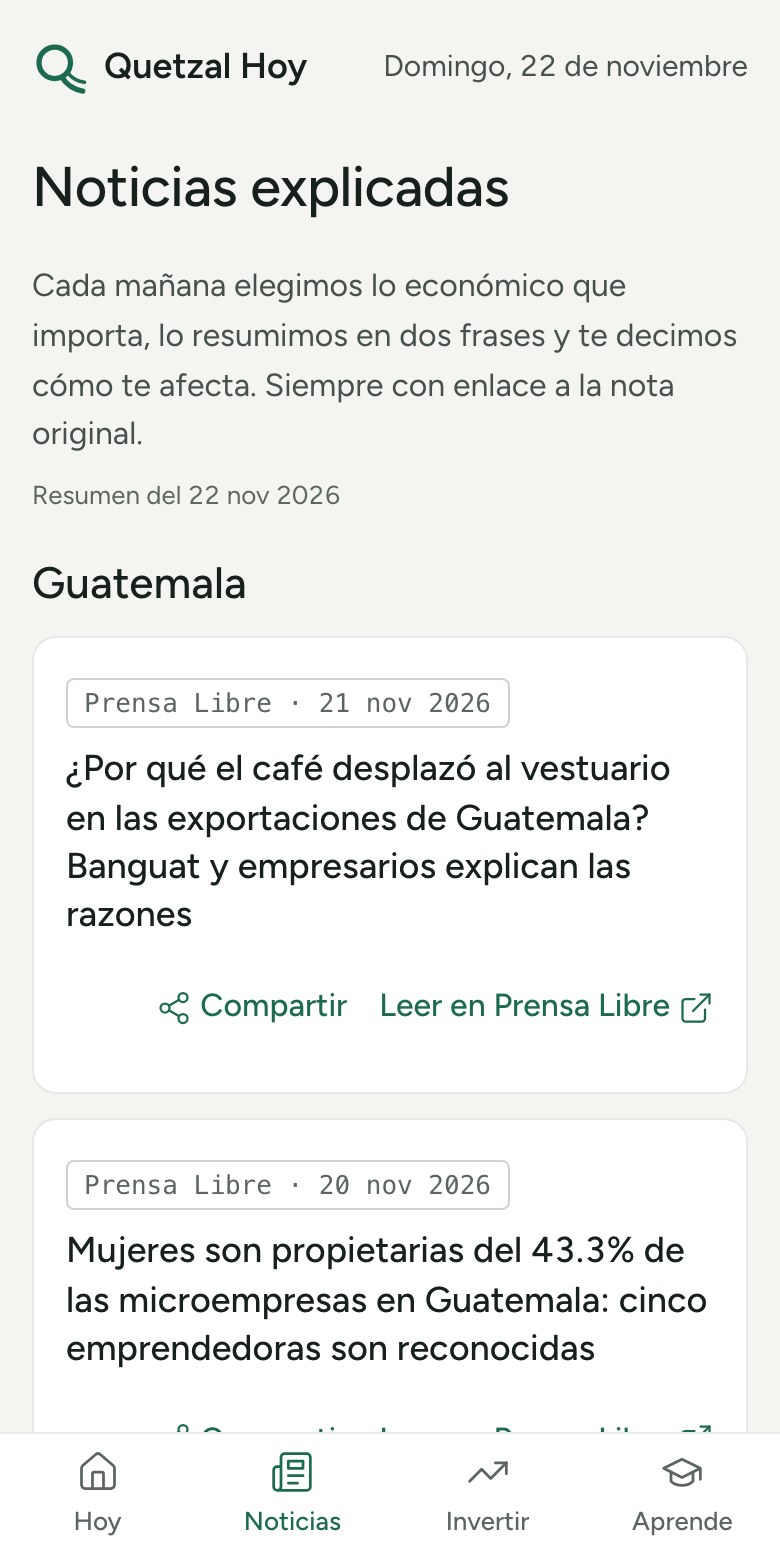 Quetzal Hoy
Domingo, 22 de noviembre
Noticias explicadas
Cada mañana elegimos lo económico que
importa, lo resumimos en dos frases y te decimos
cómo te afecta. Siempre con enlace a la nota
original.
Resumen del 22 nov 2026
Guatemala
Prensa Libre · 21 nov 2026
¿Por qué el café desplazó al vestuario
en las exportaciones de Guatemala?
Banguat y empresarios explican las
razones
Compartir
Leer en Prensa Libre
Prensa Libre · 20 nov 2026
Mujeres son propietarias del 43.3% de
las microempresas en Guatemala: cinco
emprendedoras son reconocidas
Hoy
Noticias
Invertir
Aprende